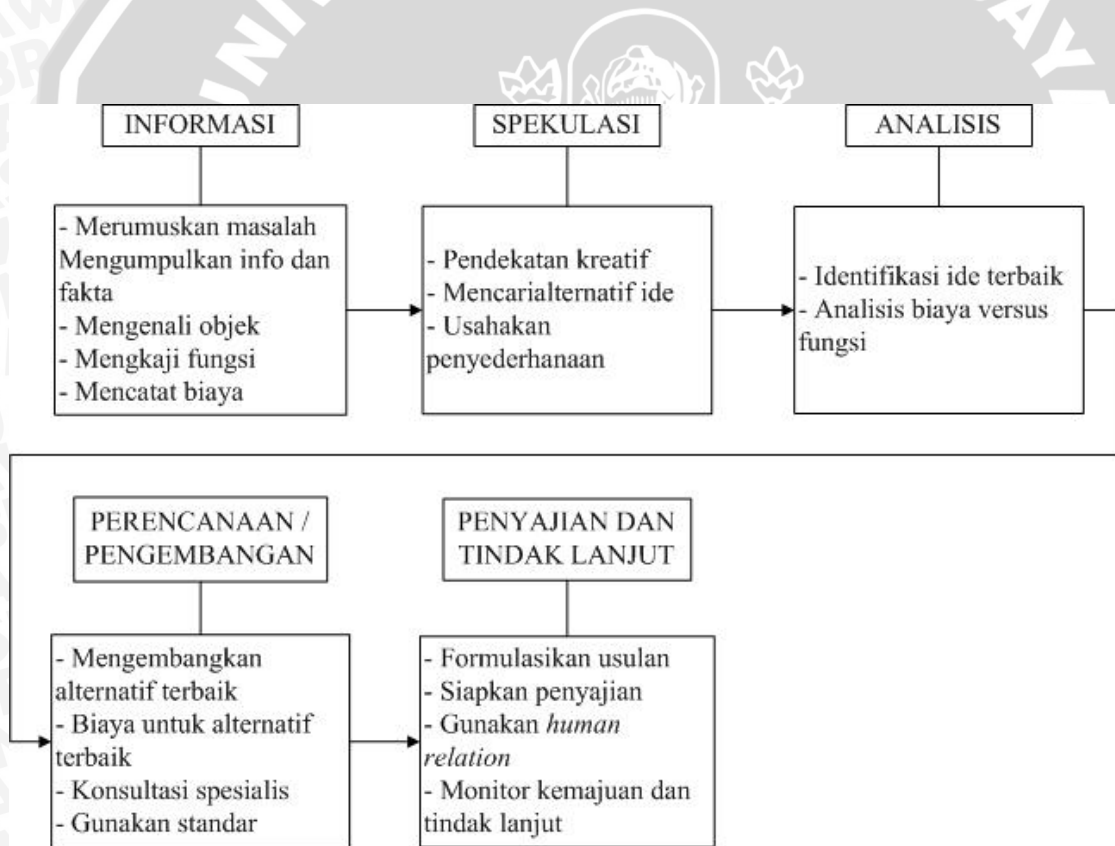 INFORMASI
- Merumuskan masalah
Mengumpulkan info dan
fakta
- Mengenali objek
- Mengkaji fungsi
- Mencatat biaya
SPEKULASI
- Pendekatan kreatif
- Mencarialternatif ide
- Usahakan
penyederhanaan
ANALISIS
- Identifikasi ide terbaik
- Analisis biaya versus
fungsi
PERENCANAAN /
PENGEMBANGAN
- Mengembangkan
alternatif terbaik
- Biaya untuk alternatif
terbaik
- Konsultasi spesialis
- Gunakan standar
PENYAJIAN DAN
TINDAK LANJUT
- Formulasikan usulan
- Siapkan penyajian
- Gunakan human
relation
- Monitor kemajuan dan
tindak lanjut